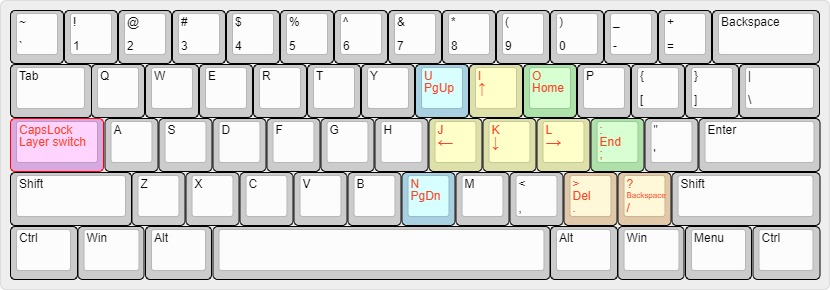 ~ ! @ # $ % ^ & * ( ) _ + Backspace
` 1 2 3 4 5 6 7 8 9 0 - =
Tab Q W E R T Y U I O P { } |
PgUp ↑ Home [ ] \
CapsLock A S D F G H J K L : " Enter
Layer switch ← ↓ → End '
;
Shift Z X C V B N M < > ? Shift
PgDn Del Backspace
, . /
Ctrl Win Alt Alt Win Menu Ctrl